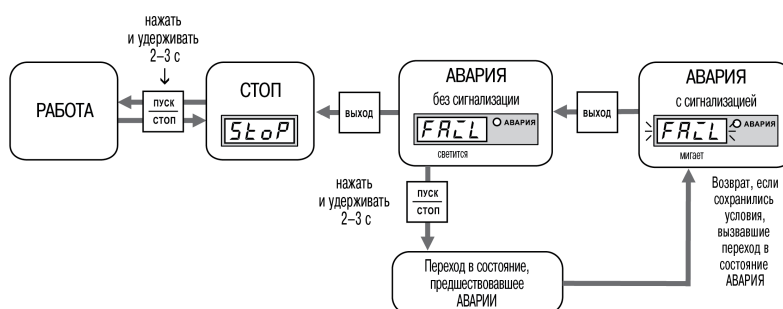 нажать
и удерживать
2–3 с
РАБОТА
ПУСК
СТОП
СТОП
StoP
ВЫХОД
АВАРИЯ
без сигнализации
FAIL
АВАРИЯ
светится
ВЫХОД
АВАРИЯ
с сигнализацией
FAIL
АВАРИЯ
мигает
нажать
и удерживать
2–3 с
ПУСК
СТОП
Переход в состояние,
предшествовавшее
АВАРИИ
Возврат, если
сохранились
условия,
вызвавшие
переход в
состояние
АВАРИЯ